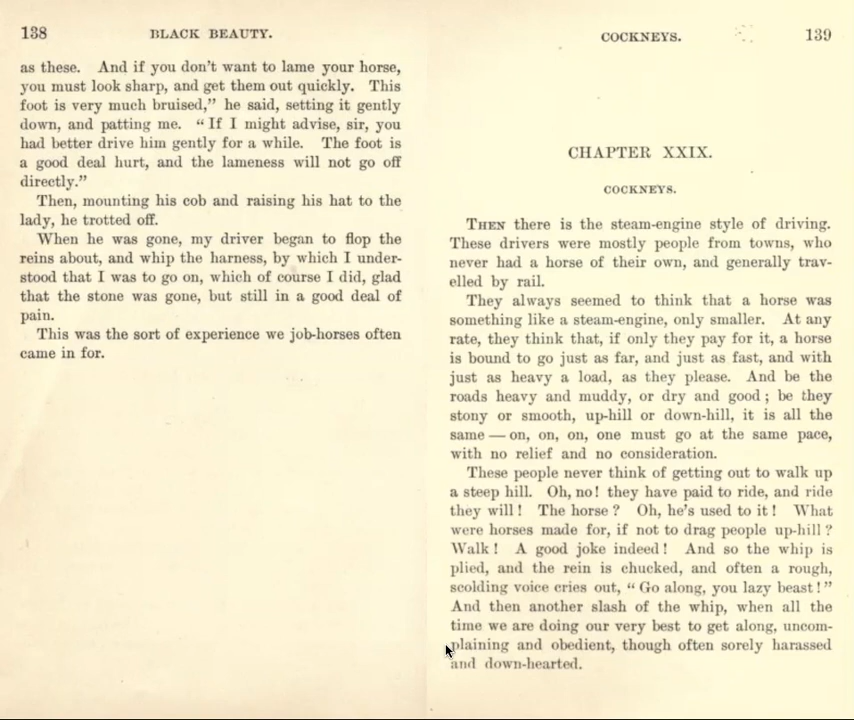 138 BLACK BEAUTY.
as these. And if you don't want to lame your horse,
you must look sharp, and get them out quickly. This
foot is very much bruised,” he said, setting it gently
down, and patting me. “If I might advise, sir, you
had better drive him gently for a while. The foot is
a good deal hurt, and the lameness will not go off
directly.”
Then, mounting his cob and raising his hat to the
lady, he trotted off.
When he was gone, my driver began to flop the
reins about, and whip the harness, by which I under-
stood that I was to go on, which of course I did, glad
that the stone was gone, but still in a good deal of
pain.
This was the sort of experience we job-horses often
came in for.
COCKNEYS. 139
CHAPTER XXIX.
COCKNEYS.
THEN there is the steam-engine style of driving.
These drivers were mostly people from towns, who
never had a horse of their own, and generally trav-
elled by rail.
They always seemed to think that a horse was
something like a steam-engine, only smaller. At any
rate, they think that, if only they pay for it, a horse
is bound to go just as far, and just as fast, and with
just as heavy a load, as they please. And be the
roads heavy and muddy, or dry and good; be they
stony or smooth, up-hill or down-hill, it is all the
same — on, on, on, one must go at the same pace,
with no relief and no consideration.
These people never think of getting out to walk up
a steep hill. Oh, no! they have paid to ride, and ride
they will! The horse? Oh, he's used to it! What
were horses made for, if not to drag people up-hill?
Walk! A good joke indeed! And so the whip is
plied, and the rein is chucked, and often a rough,
scolding voice cries out, “Go along, you lazy beast!”
And then another slash of the whip, when all the
time we are doing our very best to get along, uncom-
plaining and obedient, though often sorely harassed
and down-hearted.